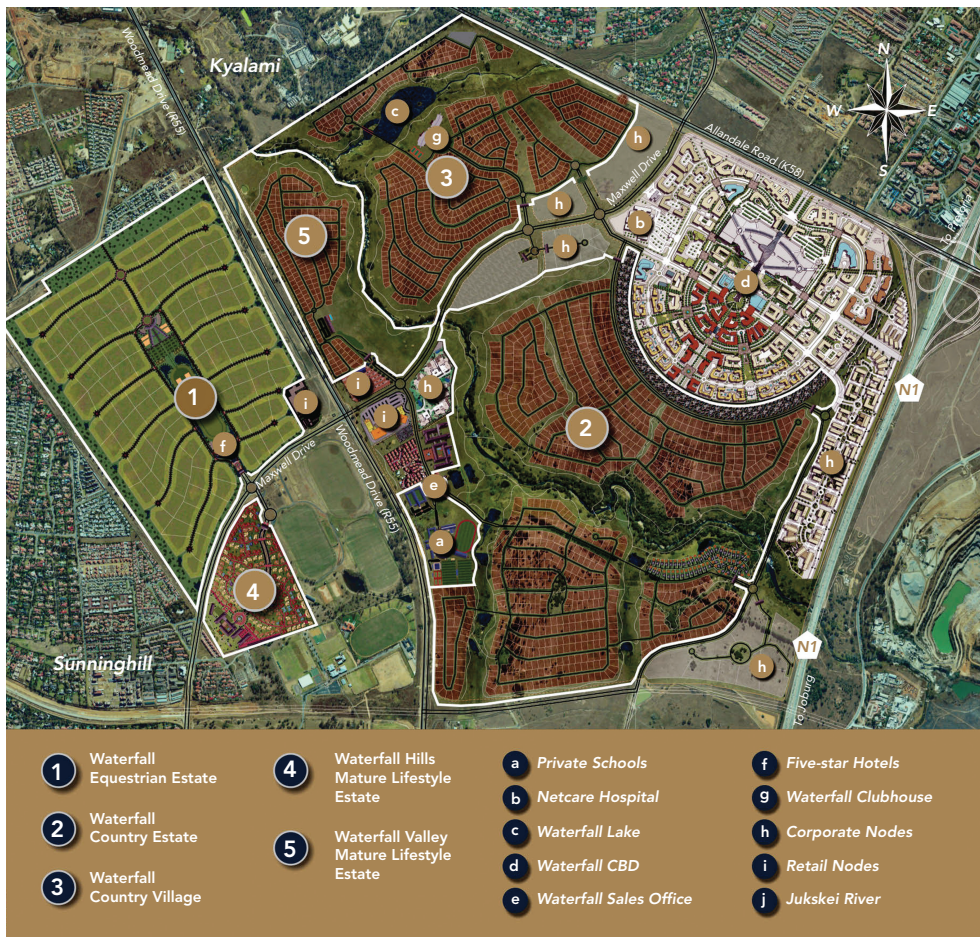 Woodmead Drive (R55)
Kyalami
N
W
E
S
c
g
3
h
Allandale Road (K58)
Maxwell Drive
h
b
h
5
To Pretoria
d
1
i
i
h
i
N1
2
f
Maxwell Drive
Woodmead Drive (R55)
h
e
a
4
Sunninghill
N1
h
To Joburg
1
Waterfall
Equestrian Estate
2
Waterfall
Country Estate
3
Waterfall
Country Village
4
Waterfall Hills
Mature Lifestyle
Estate
5
Waterfall Valley
Mature Lifestyle
Estate
a Private Schools
b Netcare Hospital
c Waterfall Lake
d Waterfall CBD
e Waterfall Sales Office
f Five-star Hotels
g Waterfall Clubhouse
h Corporate Nodes
i Retail Nodes
j Jukskei River